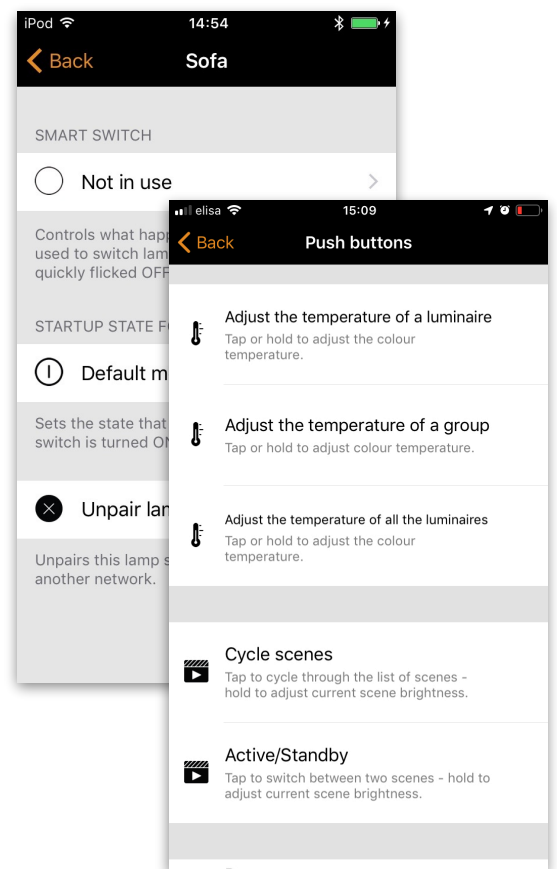 iPod 14:54
Back Sofa
SMART SWITCH
Not in use
Controls what
used to switch
quickly flicked OFF
STARTUP STATE
Default
Sets the state that
switch is turned
Unpair
Unpairs this lamp
another network.
elisa 15:09
Back Push buttons
Adjust the temperature of a luminaire
Tap or hold to adjust the colour
temperature.
Adjust the temperature of a group
Tap or hold to adjust colour temperature.
Adjust the temperature of all the luminaires
Tap or hold to adjust the colour
temperature.
Cycle scenes
Tap to cycle through the list of scenes -
hold to adjust current scene brightness.
Active/Standby
Tap to switch between two scenes - hold to
adjust current scene brightness.